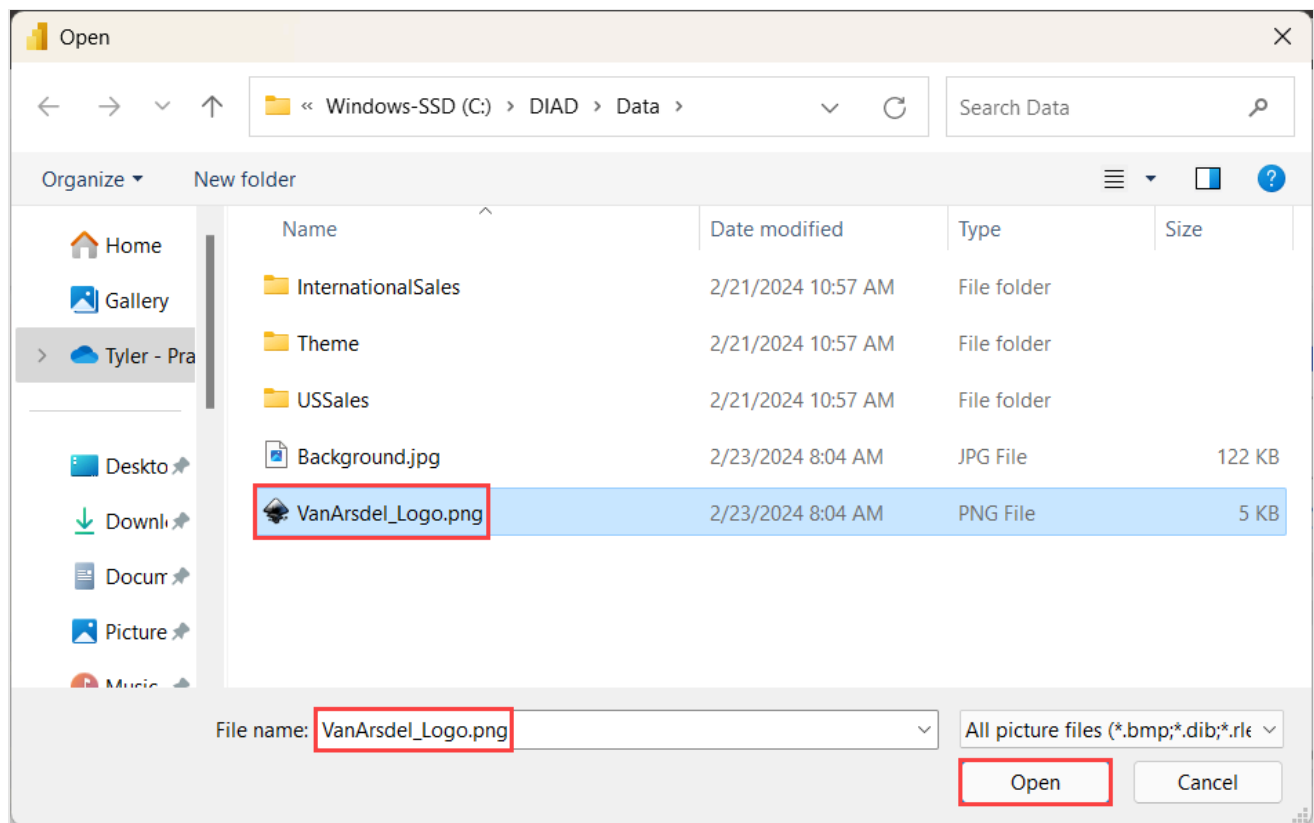 Open
« Windows-SSD (C:) > DIAD > Data >
Search Data
Organize
New folder
Name Date modified Type Size
Home
Gallery
Tyler - Pra
Deskto
Downl
Docum
Picture
Music
InternationalSales 2/21/2024 10:57 AM File folder
Theme 2/21/2024 10:57 AM File folder
USSales 2/21/2024 10:57 AM File folder
Background.jpg 2/23/2024 8:04 AM JPG File 122 KB
VanArsdel_Logo.png 2/23/2024 8:04 AM PNG File 5 KB
File name: VanArsdel_Logo.png
All picture files (*.bmp;*.dib;*.rle
Open
Cancel